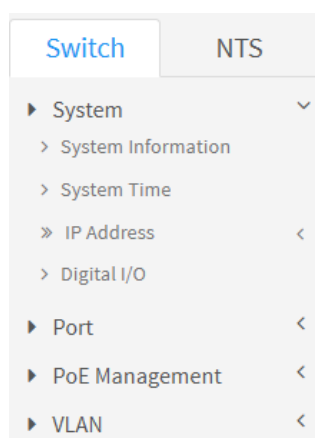 Switch NTS
System
System Information
System Time
IP Address
Digital I/O
Port
PoE Management
VLAN